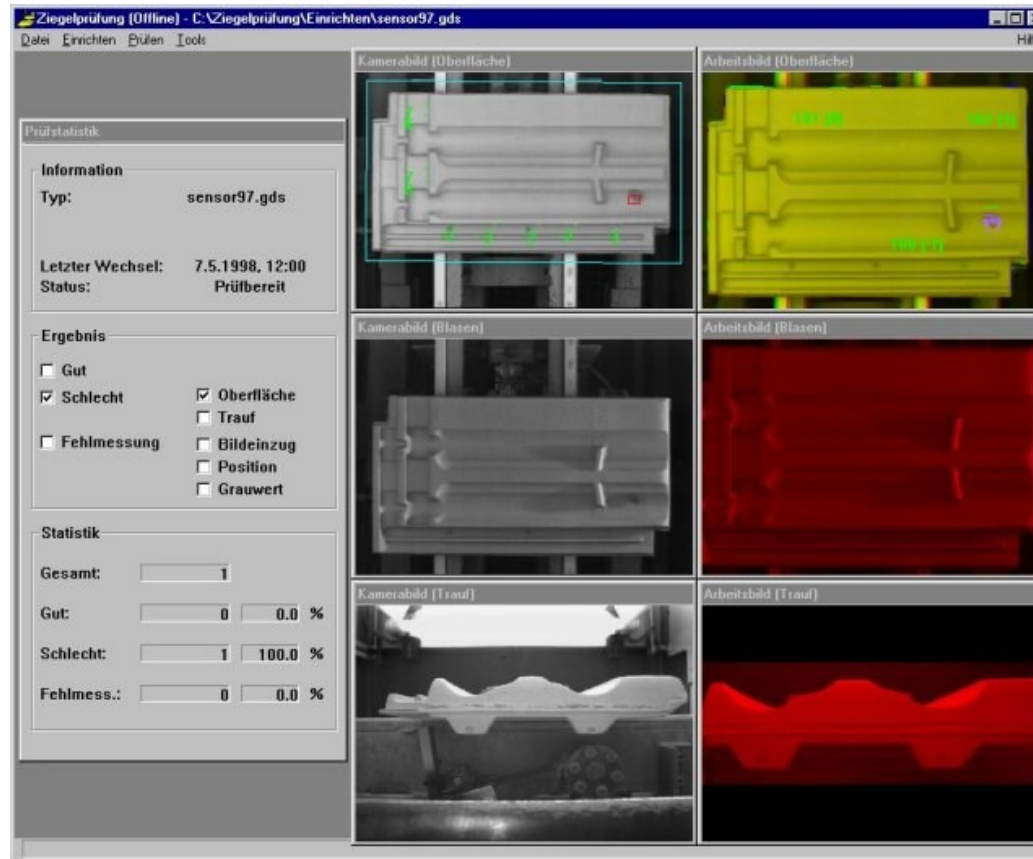 Ziegelprüfung (Offline) - C:\Ziegelprüfung\Einrichten\sensor97.gds
Datei Einrichten Prüfen Tools
Prüfstatistik
Information
Typ: sensor97.gds
Letzter Wechsel: 7.5.1998, 12:00
Status: Prüfbereit
Ergebnis
Gut
Schlecht
Oberfläche
Trauf
Fehlmessung
Bildeinzug
Position
Grauwert
Statistik
Gesamt: 1
Gut: 0 0.0 %
Schlecht: 1 100.0 %
Fehlmess.: 0 0.0 %
Kamerabild (Oberfläche)
Arbeitsbild (Oberfläche)
Kamerabild (Blasen)
Arbeitsbild (Blasen)
Kamerabild (Trauf)
Arbeitsbild (Trauf)